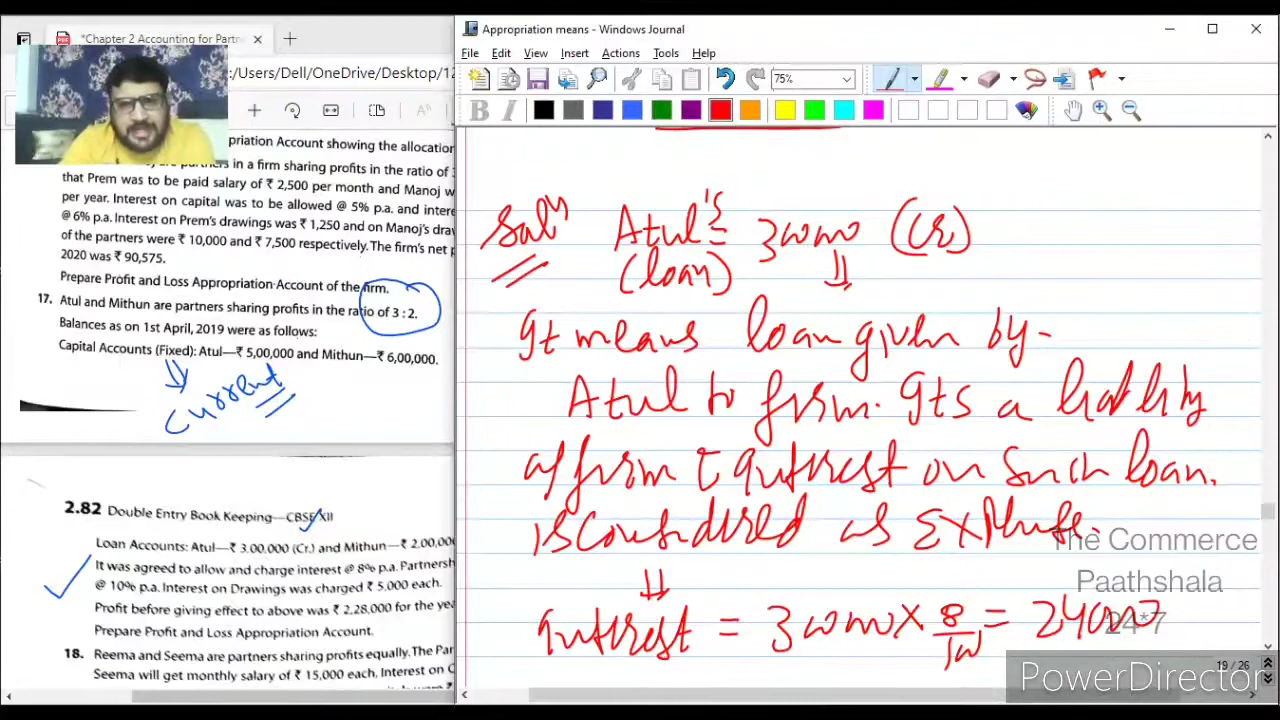 *Chapter 2 Accounting for Partn
:/Users/Dell/OneDrive/Desktop/12
priation Account showing the allocation
partners in a firm sharing profits in the ratio of 3
that Prem was to be paid salary of ₹ 2,500 per month and Manoj w
per year. Interest on capital was to be allowed @ 5% p.a. and intere
@ 6% p.a. Interest on Prem's drawings was ₹ 1,250 and on Manoj's draw
of the partners were ₹ 10,000 and ₹ 7,500 respectively. The firm's net p
2020 was ₹ 90,575.
Prepare Profit and Loss Appropriation Account of the firm.
17. Atul and Mithun are partners sharing profits in the ratio of 3 : 2.
Balances as on 1st April, 2019 were as follows:
Capital Accounts (Fixed): Atul—₹ 5,00,000 and Mithun—₹ 6,00,000.
Current
2.82 Double Entry Book Keeping—CBSE XII
Loan Accounts: Atul—₹ 3,00,000 (Cr.) and Mithun—₹ 2,00,00
It was agreed to allow and charge interest @ 8% p.a. Partnersh
@ 10% p.a. Interest on Drawings was charged ₹ 5,000 each.
Profit before giving effect to above was ₹ 2,28,000 for the yea
Prepare Profit and Loss Appropriation Account.
18. Reema and Seema are partners sharing profits equally. The Par
Seema will get monthly salary of ₹ 15,000 each. Interest on C
Appropriation means - Windows Journal
File Edit View Insert Actions Tools Help
75%
B I
Soln Atul's = 300000 (Cr)
(loan)
It means loan given by
Atul to firm. Its a liability
of firm & interest on such loan.
is considered as Expense.
interest = 300000 × 8/100 = 24000
The Commerce
Paathshala
24*7
19 / 26
PowerDirector